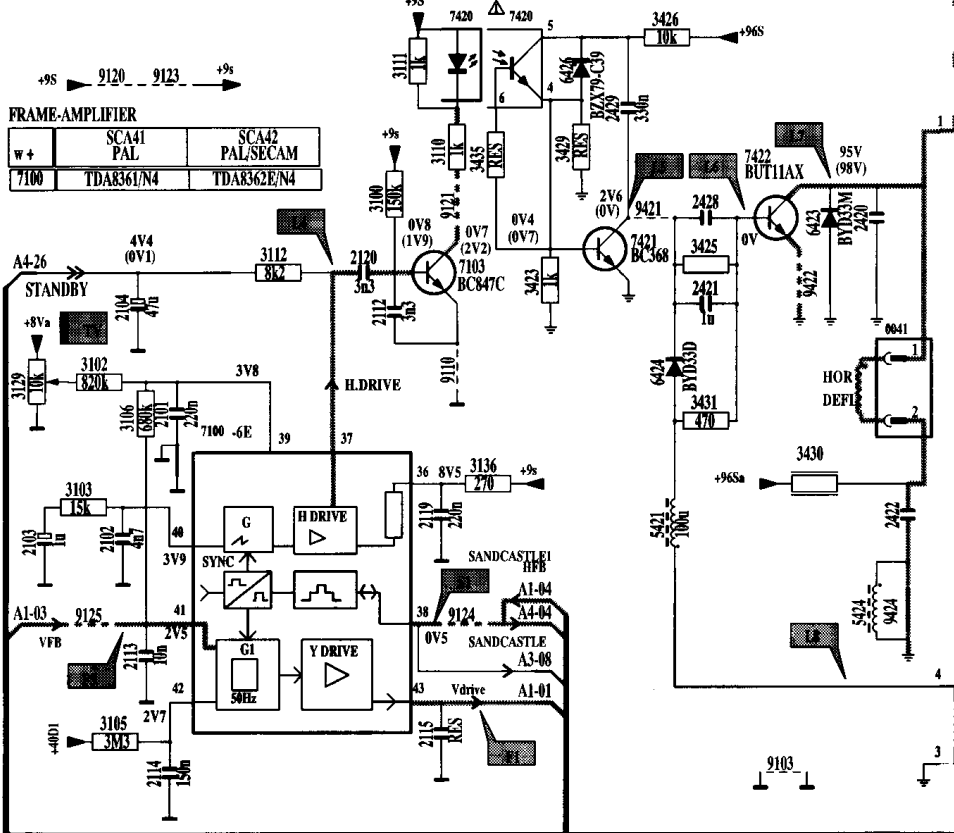 +9S
7420
7420
5
3426
10k
+96S
3111
1k
6
4
6426
BZX79-C39
2429
330n
+9S
9120
9123
+9s
FRAME-AMPLIFIER
w +
SCA41
PAL
SCA42
PAL/SECAM
7100
TDA8361/N4
TDA8362E/N4
+9s
3110
1k
3435
RES
3429
RES
L7
1
L6
7422
BUT11AX
95V
(98V)
3100
150k
9121
2V6
(0V)
9421
2428
0V
6423
BYD33M
2420
A4-26
STANDBY
4V4
(0V1)
3112
8k2
2120
3n3
0V8
(1V9)
0V7
(2V2)
7103
BC847C
0V4
(0V7)
7421
BC368
3425
9422
2104
47u
2112
3n3
3423
1k
2421
1u
+8Va
3129
10k
3102
820k
3V8
H.DRIVE
9110
6424
BYD33D
0041
1
HOR
DEFL
2
3106
680k
2101
220n
7100 -6E
39
37
3431
470
36
8V5
3136
270
+9s
3430
+96Sa
3103
15k
40
G
H DRIVE
2119
220n
5421
100u
2422
2103
1u
2102
4n7
3V9
SYNC
SANDCASTLE1
HFB
A1-04
A1-03
VFB
9125
41
2V5
38
0V5
9124
A4-04
SANDCASTLE
5424
9424
2113
10n
G1
50Hz
Y DRIVE
A3-08
L8
42
2V7
43
Vdrive
A1-01
4
+40D1
3105
3M3
2115
RES
F1
3
2114
150n
9103